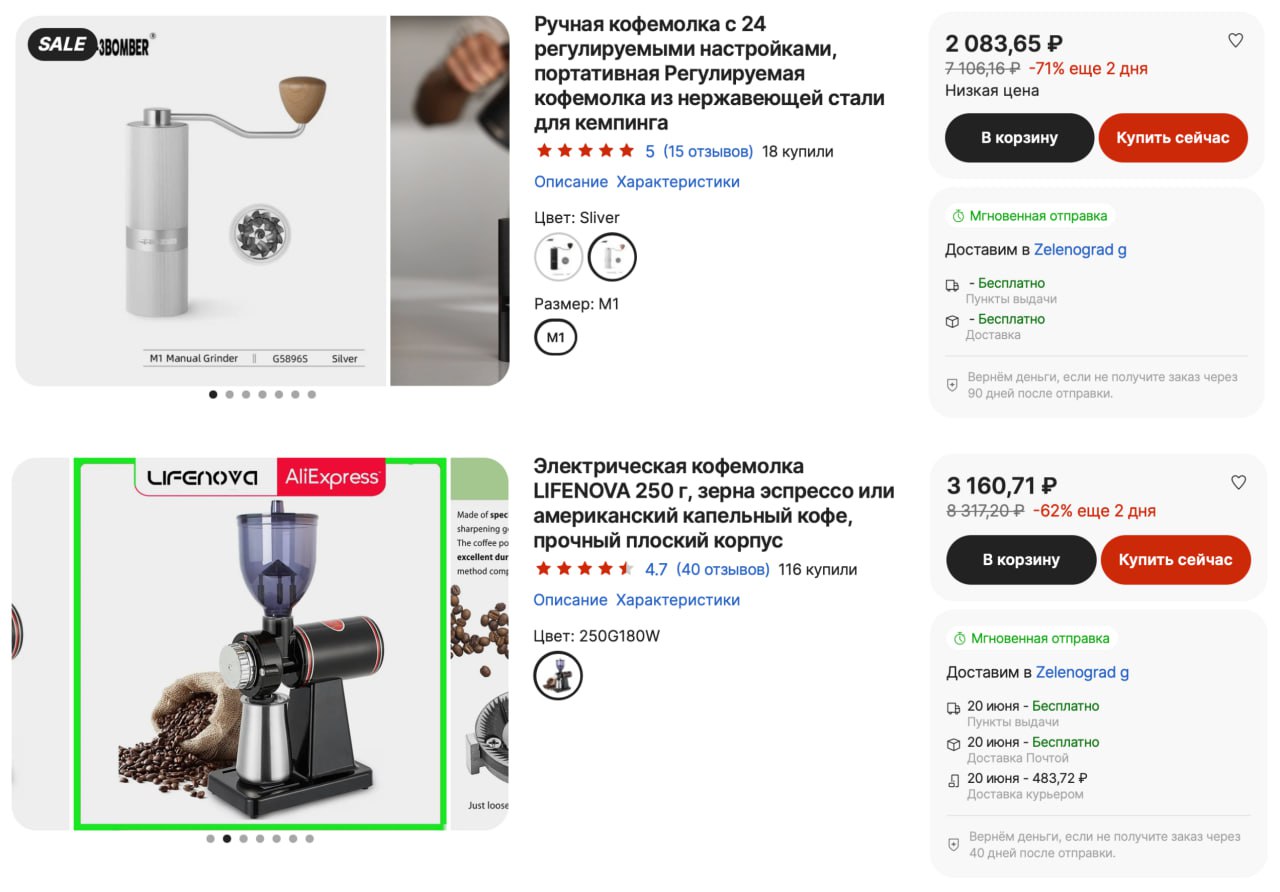 SALE 3BOMBER®
M1 Manual Grinder || G5896S Silver
Ручная кофемолка с 24
регулируемыми настройками,
портативная Регулируемая
кофемолка из нержавеющей стали
для кемпинга
5 (15 отзывов) 18 купили
Описание Характеристики
Цвет: Sliver
Размер: M1
M1
2 083,65 ₽
7 106,16 ₽ -71% еще 2 дня
Низкая цена
В корзину Купить сейчас
Мгновенная отправка
Доставим в Zelenograd g
- Бесплатно
Пункты выдачи
- Бесплатно
Доставка
Вернём деньги, если не получите заказ через
90 дней после отправки.
LIFENOVA AliExpress
Made of spec
sharpening g
The coffee po
excellent dur
method comp
Just loose
Электрическая кофемолка
LIFENOVA 250 г, зерна эспрессо или
американский капельный кофе,
прочный плоский корпус
4.7 (40 отзывов) 116 купили
Описание Характеристики
Цвет: 250G180W
3 160,71 ₽
8 317,20 ₽ -62% еще 2 дня
В корзину Купить сейчас
Мгновенная отправка
Доставим в Zelenograd g
20 июня - Бесплатно
Пункты выдачи
20 июня - Бесплатно
Доставка Почтой
20 июня - 483,72 ₽
Доставка курьером
Вернём деньги, если не получите заказ через
40 дней после отправки.